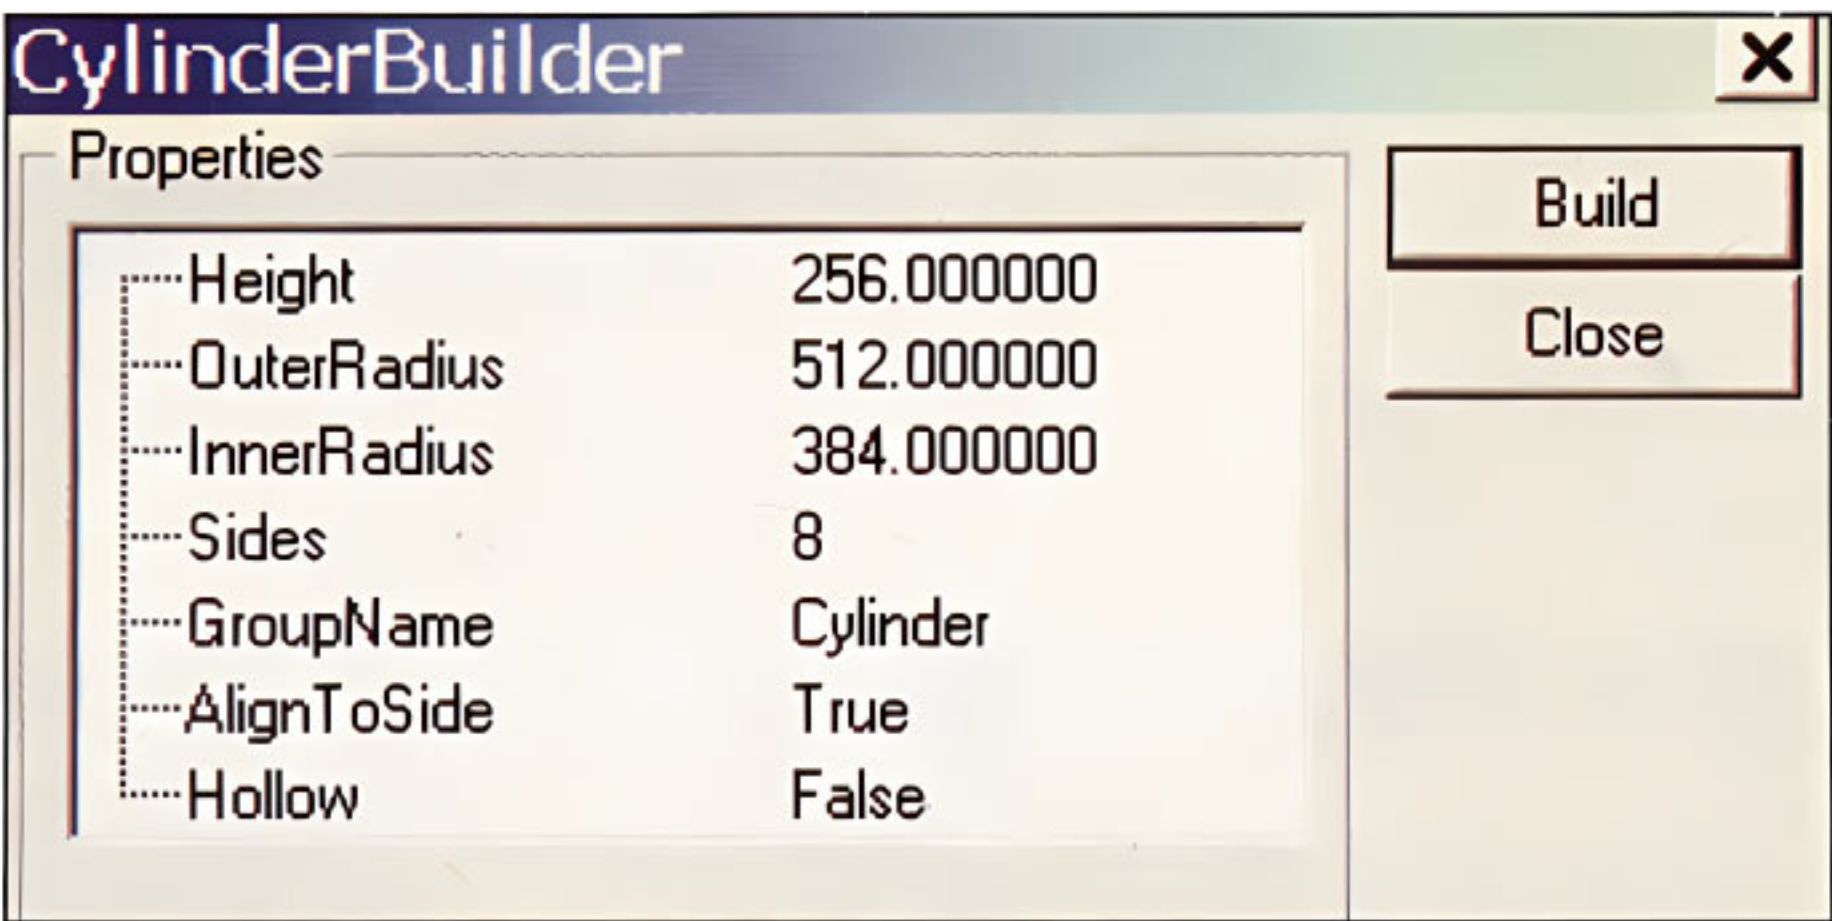 CylinderBuilder
Properties
Build
Close
Height 256.000000
OuterRadius 512.000000
InnerRadius 384.000000
Sides 8
GroupName Cylinder
AlignToSide True
Hollow False